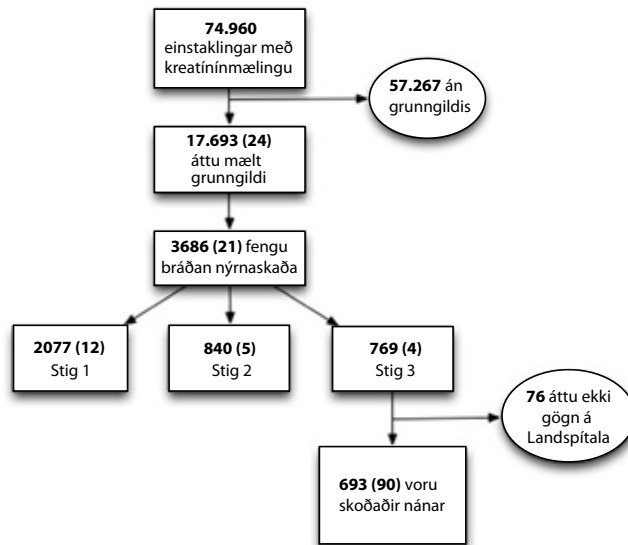 74.960
einstaklingar með
kreatínínmælingu
57.267 án
grunngildis
17.693 (24)
áttu mælt
grunngildi
3686 (21) fengu
bráðan nýrnaskaða
2077 (12)
Stig 1
840 (5)
Stig 2
769 (4)
Stig 3
76 áttu ekki
gögn á
Landspítala
693 (90) voru
skoðaðir nánar